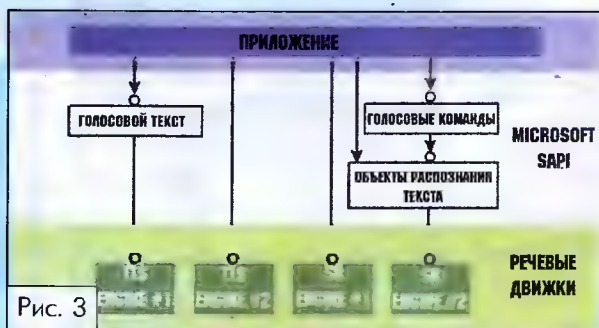 ПРИЛОЖЕНИЕ
ГОЛОСОВОЙ ТЕКСТ
ГОЛОСОВЫЕ КОМАНДЫ
MICROSOFT
SAPI
ОБЪЕКТЫ РАСПОЗНАНИЯ
ТЕКСТА
РЕЧЕВЫЕ
ДВИЖКИ
Рис. 3